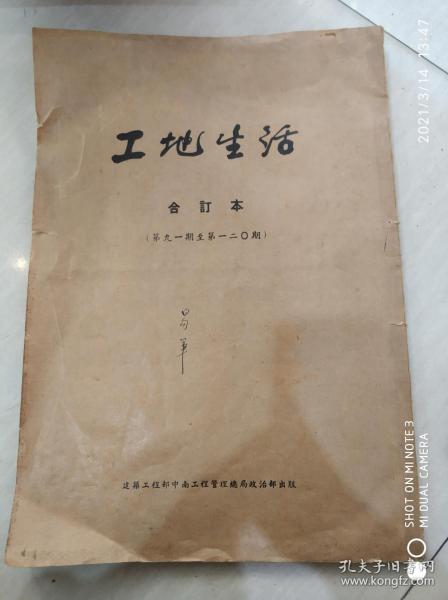 工地生活
合訂本
(第九一期至第一二〇期)
建築工程部中南工程管理總局政治部出版
2021/3/14 13:47
SHOT ON MI NOTE 3
MI DUAL CAMERA
孔夫子旧书网
www.kongfz.com